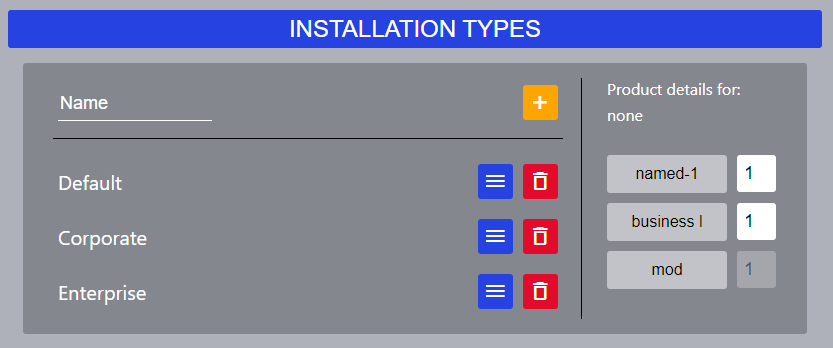 INSTALLATION TYPES
Name
+
Default
Corporate
Enterprise
Product details for:
none
named-1 1
business l 1
mod 1